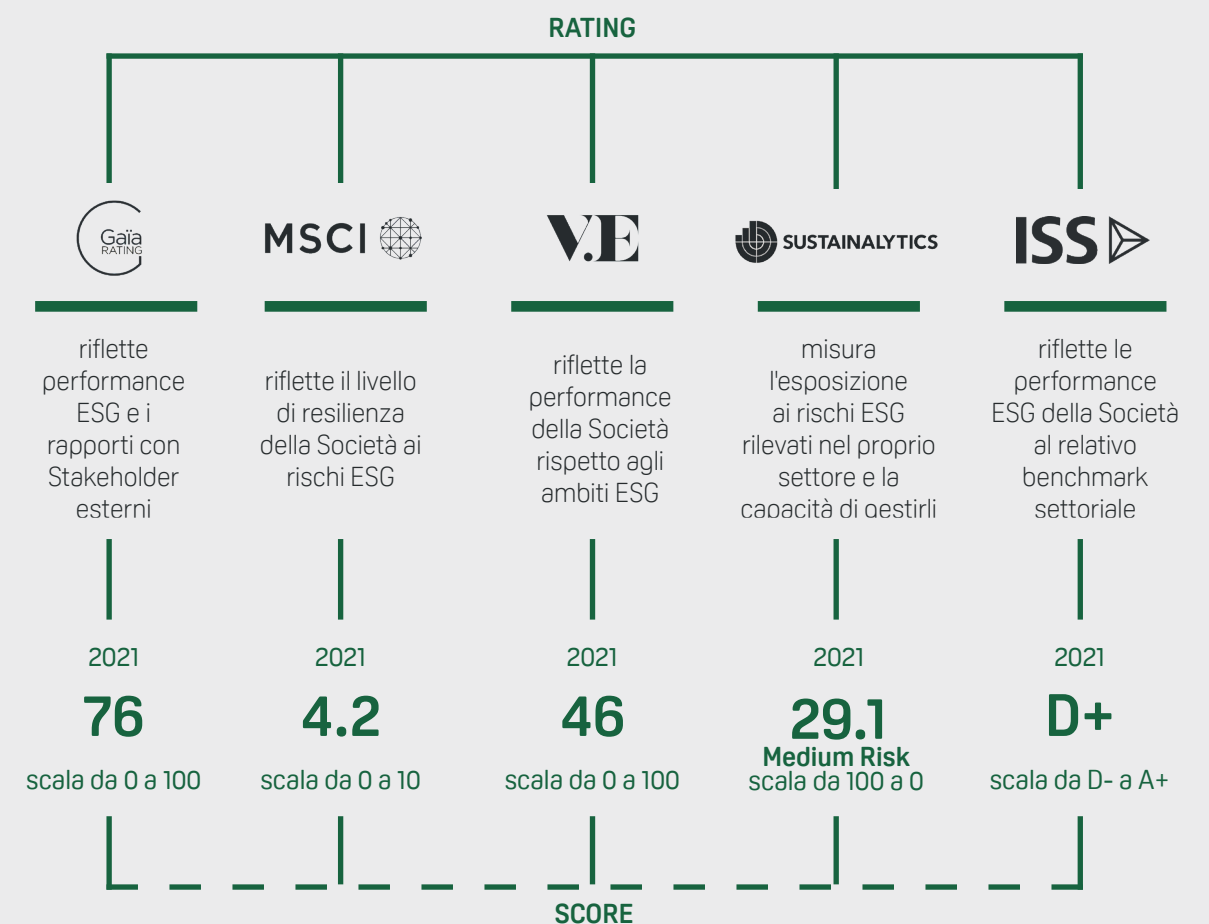 RATING
Gaïa
RATING
riflette
performance
ESG e i
rapporti con
Stakeholder
esterni
2021
76
scala da 0 a 100
MSCI
riflette il livello
di resilienza
della Società ai
rischi ESG
2021
4.2
scala da 0 a 10
V.E
riflette la
performance
della Società
rispetto agli
ambiti ESG
2021
46
scala da 0 a 100
SUSTAINALYTICS
misura
l'esposizione
ai rischi ESG
rilevati nel proprio
settore e la
capacità di gestirli
2021
29.1
Medium Risk
scala da 100 a 0
ISS
riflette le
performance
ESG della Società
al relativo
benchmark
settoriale
2021
D+
scala da D- a A+
SCORE